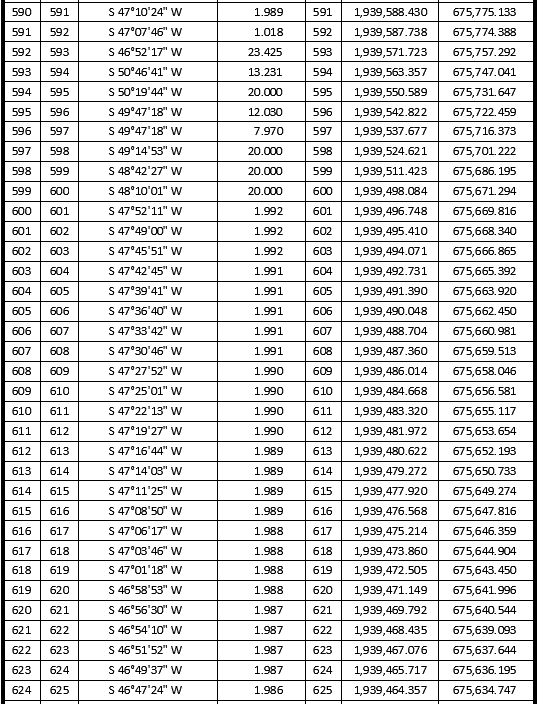 590 591 S 47°10'24" W 1.989 591 1,939,588.430 675,775.133
591 592 S 47°07'46" W 1.018 592 1,939,587.738 675,774.388
592 593 S 46°52'17" W 23.425 593 1,939,571.723 675,757.292
593 594 S 50°46'41" W 13.231 594 1,939,563.357 675,747.041
594 595 S 50°19'44" W 20.000 595 1,939,550.589 675,731.647
595 596 S 49°47'18" W 12.030 596 1,939,542.822 675,722.459
596 597 S 49°47'18" W 7.970 597 1,939,537.677 675,716.373
597 598 S 49°14'53" W 20.000 598 1,939,524.621 675,701.222
598 599 S 48°42'27" W 20.000 599 1,939,511.423 675,686.195
599 600 S 48°10'01" W 20.000 600 1,939,498.084 675,671.294
600 601 S 47°52'11" W 1.992 601 1,939,496.748 675,669.816
601 602 S 47°49'00" W 1.992 602 1,939,495.410 675,668.340
602 603 S 47°45'51" W 1.992 603 1,939,494.071 675,666.865
603 604 S 47°42'45" W 1.991 604 1,939,492.731 675,665.392
604 605 S 47°39'41" W 1.991 605 1,939,491.390 675,663.920
605 606 S 47°36'40" W 1.991 606 1,939,490.048 675,662.450
606 607 S 47°33'42" W 1.991 607 1,939,488.704 675,660.981
607 608 S 47°30'46" W 1.991 608 1,939,487.360 675,659.513
608 609 S 47°27'52" W 1.990 609 1,939,486.014 675,658.046
609 610 S 47°25'01" W 1.990 610 1,939,484.668 675,656.581
610 611 S 47°22'13" W 1.990 611 1,939,483.320 675,655.117
611 612 S 47°19'27" W 1.990 612 1,939,481.972 675,653.654
612 613 S 47°16'44" W 1.989 613 1,939,480.622 675,652.193
613 614 S 47°14'03" W 1.989 614 1,939,479.272 675,650.733
614 615 S 47°11'25" W 1.989 615 1,939,477.920 675,649.274
615 616 S 47°08'50" W 1.989 616 1,939,476.568 675,647.816
616 617 S 47°06'17" W 1.988 617 1,939,475.214 675,646.359
617 618 S 47°03'46" W 1.988 618 1,939,473.860 675,644.904
618 619 S 47°01'18" W 1.988 619 1,939,472.505 675,643.450
619 620 S 46°58'53" W 1.988 620 1,939,471.149 675,641.996
620 621 S 46°56'30" W 1.987 621 1,939,469.792 675,640.544
621 622 S 46°54'10" W 1.987 622 1,939,468.435 675,639.093
622 623 S 46°51'52" W 1.987 623 1,939,467.076 675,637.644
623 624 S 46°49'37" W 1.987 624 1,939,465.717 675,636.195
624 625 S 46°47'24" W 1.986 625 1,939,464.357 675,634.747